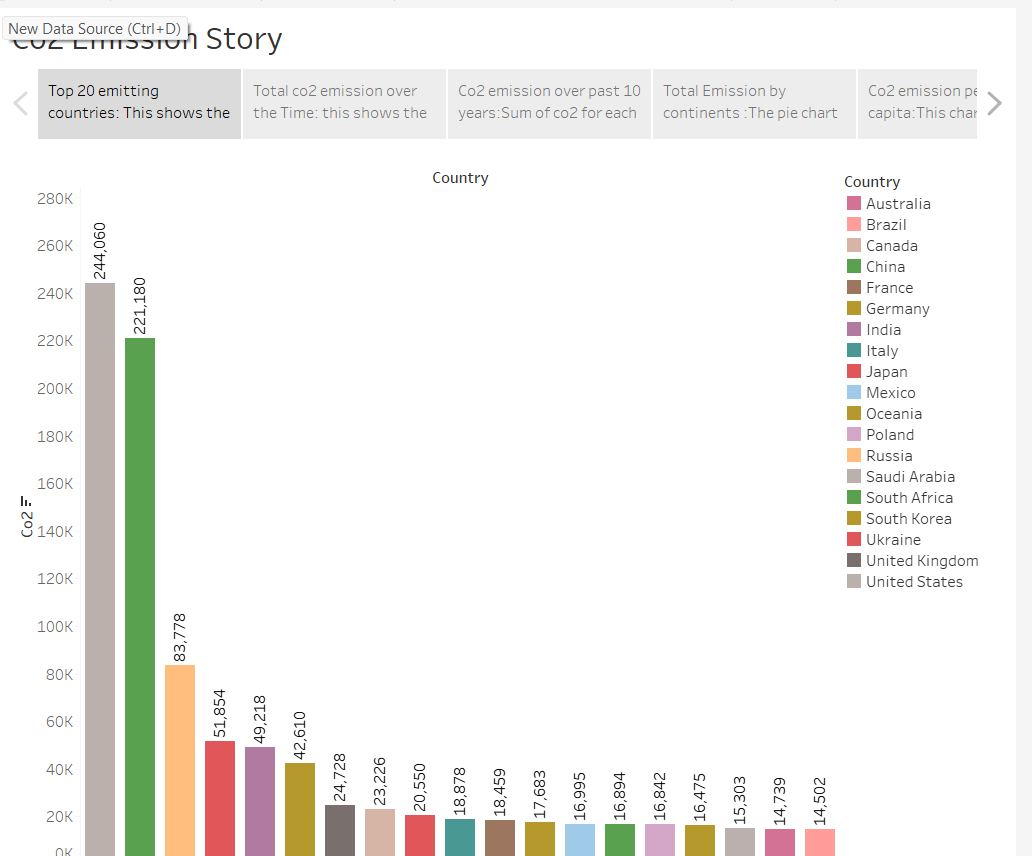 New Data Source (Ctrl+D)
Co2 Emission Story
Top 20 emitting
countries: This shows the
Total co2 emission over
the Time: this shows the
Co2 emission over past 10
years:Sum of co2 for each
Total Emission by
continents :The pie chart
Co2 emission pe
capita:This char
Country
280K
260K
240K
220K
200K
180K
160K
140K
120K
100K
80K
60K
40K
20K
0K
Co2
244,060
221,180
83,778
51,854
49,218
42,610
24,728
23,226
20,550
18,878
18,459
17,683
16,995
16,894
16,842
16,475
15,303
14,739
14,502
Country
Australia
Brazil
Canada
China
France
Germany
India
Italy
Japan
Mexico
Oceania
Poland
Russia
Saudi Arabia
South Africa
South Korea
Ukraine
United Kingdom
United States